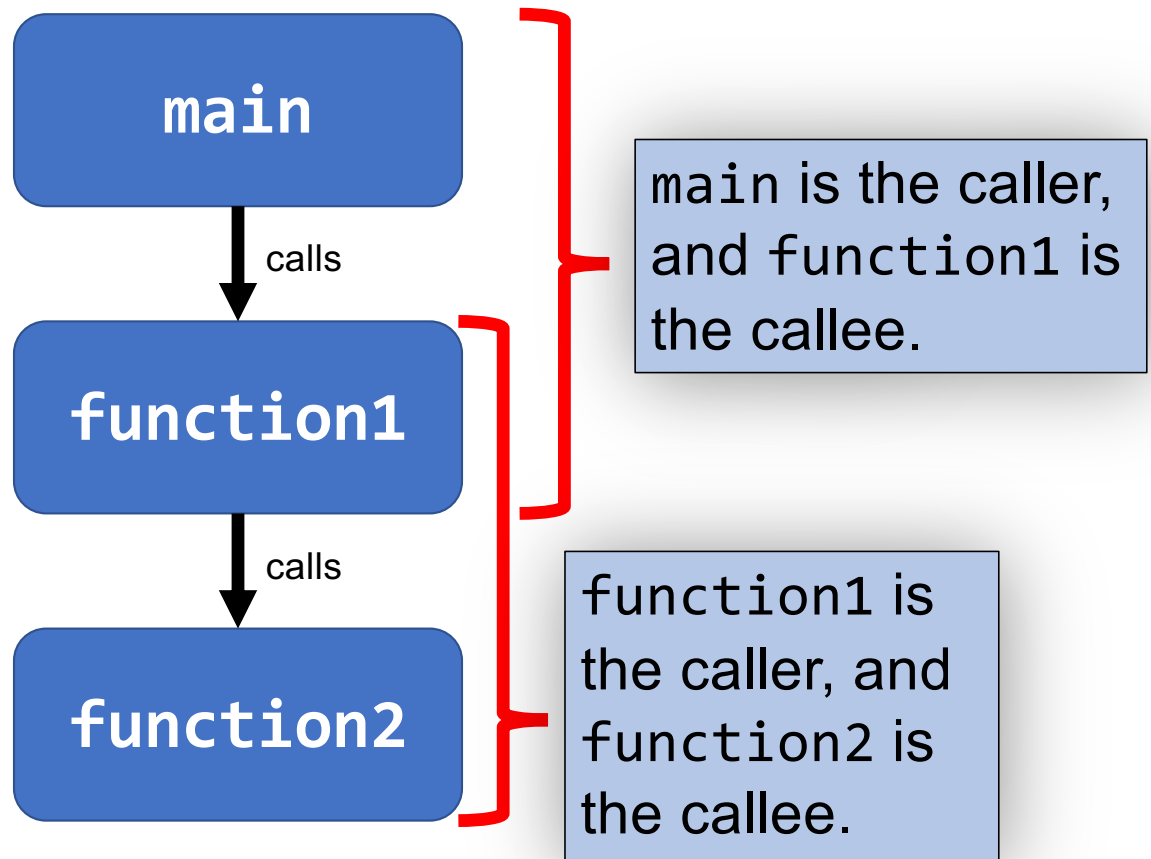 main
calls
main is the caller,
and function1 is
the callee.
function1
calls
function1 is
the caller, and
function2 is
the callee.
function2